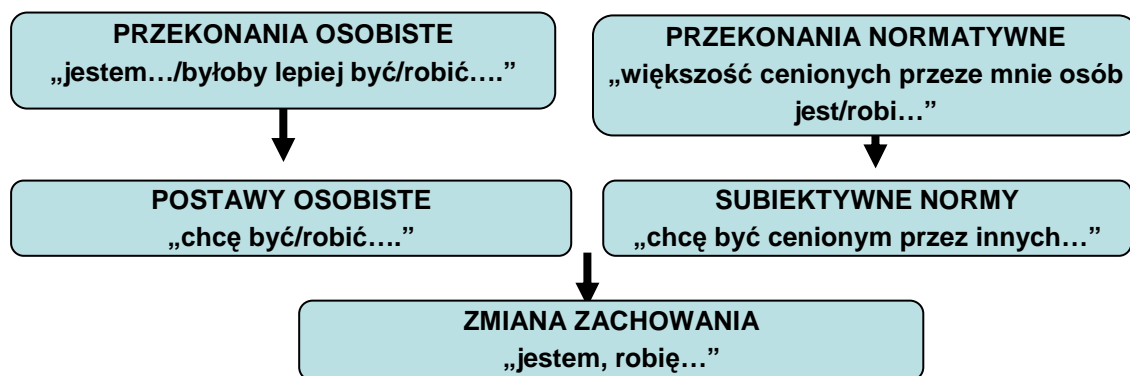 PRZEKONANIA OSOBISTE
„jestem…/byłoby lepiej być/robić….”
PRZEKONANIA NORMATYWNE
„większość cenionych przeze mnie osób
jest/robi…”
POSTAWY OSOBISTE
„chcę być/robić….”
SUBIEKTYWNE NORMY
„chcę być cenionym przez innych…”
ZMIANA ZACHOWANIA
„jestem, robię…”